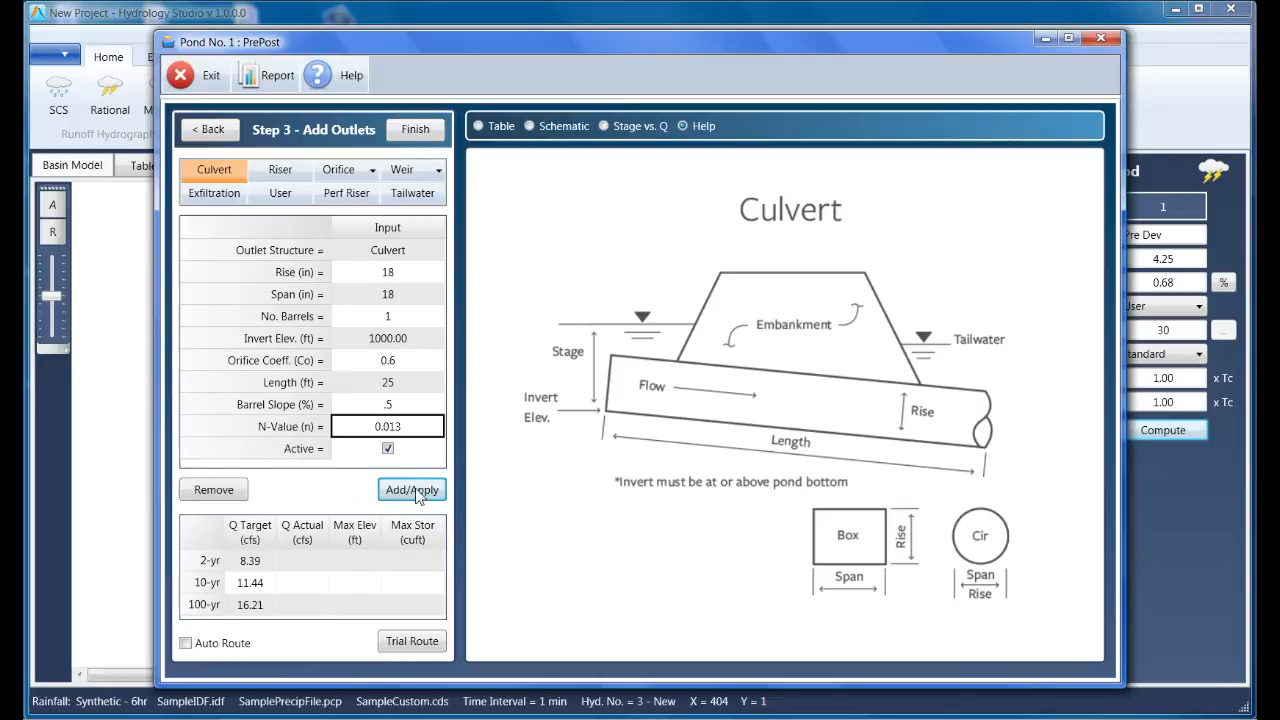 New Project - Hydrology Studio v 1.0.0.0
Pond No. 1 : PrePost
Home
Exit
Report
Help
SCS
Rational
Runoff Hydrograph
Basin Model
Table
A
R
< Back
Step 3 - Add Outlets
Finish
Table
Schematic
Stage vs. Q
Help
Culvert
Riser
Orifice
Weir
Exfiltration
User
Perf Riser
Tailwater
Input
Outlet Structure = Culvert
Rise (in) = 18
Span (in) = 18
No. Barrels = 1
Invert Elev. (ft) = 1000.00
Orifice Coeff. (Co) = 0.6
Length (ft) = 25
Barrel Slope (%) = .5
N-Value (n) = 0.013
Active =
Remove
Add/Apply
Q Target (cfs)
Q Actual (cfs)
Max Elev (ft)
Max Stor (cuft)
2-yr 8.39
10-yr 11.44
100-yr 16.21
Auto Route
Trial Route
Culvert
Embankment
Stage
Tailwater
Flow
Invert Elev.
Rise
Length
*Invert must be at or above pond bottom
Box
Rise
Span
Cir
Span
Rise
1
Pre Dev
4.25
0.68
%
User
30
...
1.00 x Tc
1.00 x Tc
Compute
Rainfall: Synthetic - 6hr
SampleIDF.idf
SamplePrecipFile.pcp
SampleCustom.cds
Time Interval = 1 min
Hyd. No. = 3 - New
X = 404
Y = 1